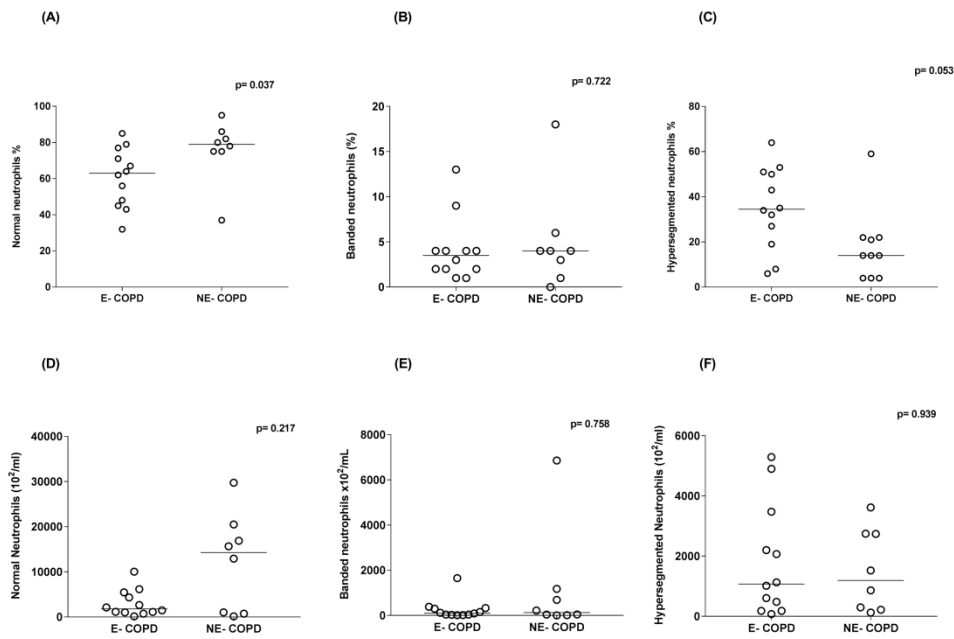 (A)
p= 0.037
Normal neutrophils %
100
80
60
40
20
0
E- COPD
NE- COPD
(B)
p= 0.722
Banded neutrophils (%)
20
15
10
5
0
E- COPD
NE- COPD
(C)
p= 0.053
Hypersegmented neutrophils %
80
60
40
20
0
E- COPD
NE- COPD
(D)
p= 0.217
Normal Neutrophils (10²/ml)
40000
30000
20000
10000
0
E- COPD
NE- COPD
(E)
p= 0.758
Banded neutrophils x10²/mL
8000
6000
4000
2000
0
E- COPD
NE- COPD
(F)
p= 0.939
Hypersegmented Neutrophils (10²/ml)
6000
4000
2000
0
E- COPD
NE- COPD